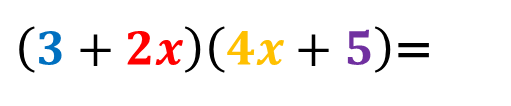 (3 + 2x)(4x + 5)=